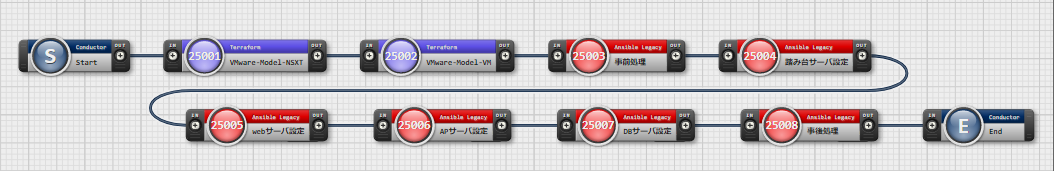 S Conductor OUT
Start
IN 25001 Terraform OUT
VMware-Model-NSXT
IN 25002 Terraform OUT
VMware-Model-VM
IN 25003 Ansible Legacy OUT
事前処理
IN 25004 Ansible Legacy OUT
踏み台サーバ設定
IN 25005 Ansible Legacy OUT
webサーバ設定
IN 25006 Ansible Legacy OUT
APサーバ設定
IN 25007 Ansible Legacy OUT
DBサーバ設定
IN 25008 Ansible Legacy OUT
事後処理
IN E Conductor
End